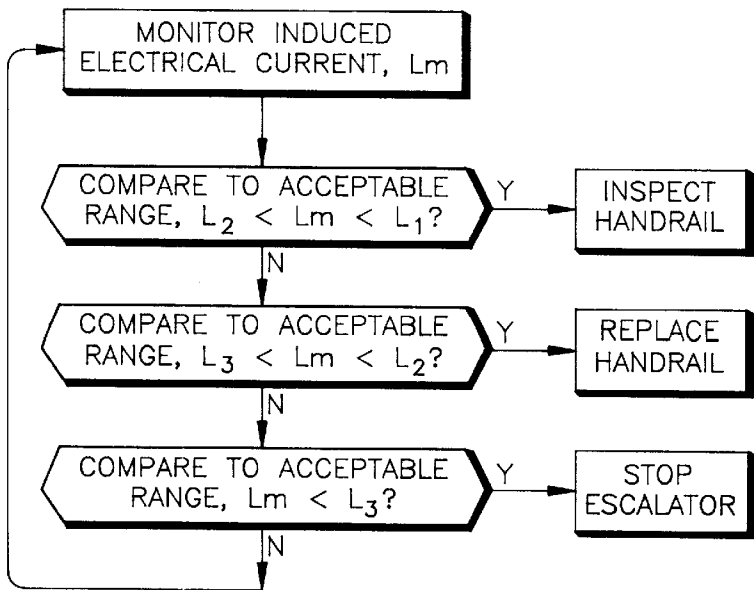 MONITOR INDUCED
ELECTRICAL CURRENT, Lm
COMPARE TO ACCEPTABLE
RANGE, L₂ < Lm < L₁?
Y
INSPECT
HANDRAIL
N
COMPARE TO ACCEPTABLE
RANGE, L₃ < Lm < L₂?
Y
REPLACE
HANDRAIL
N
COMPARE TO ACCEPTABLE
RANGE, Lm < L₃?
Y
STOP
ESCALATOR
N